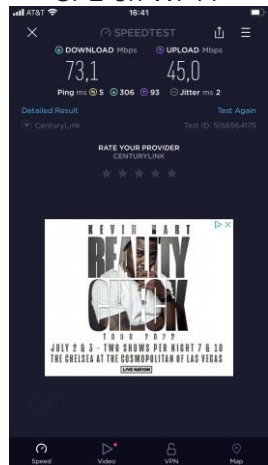 AT&T 16:41
SPEEDTEST
DOWNLOAD Mbps UPLOAD Mbps
73,1 45,0
Ping ms 5 306 93 Jitter ms 2
Detailed Result Test Again
CenturyLink Test ID: 5156564175
RATE YOUR PROVIDER
CENTURYLINK
KEVIN HART
REALITY
CHECK
TOUR 2022
JULY 2 & 3 - TWO SHOWS PER NIGHT 7 & 10
THE CHELSEA AT THE COSMOPOLITAN OF LAS VEGAS
LIVE NATION
Speed Video VPN Map